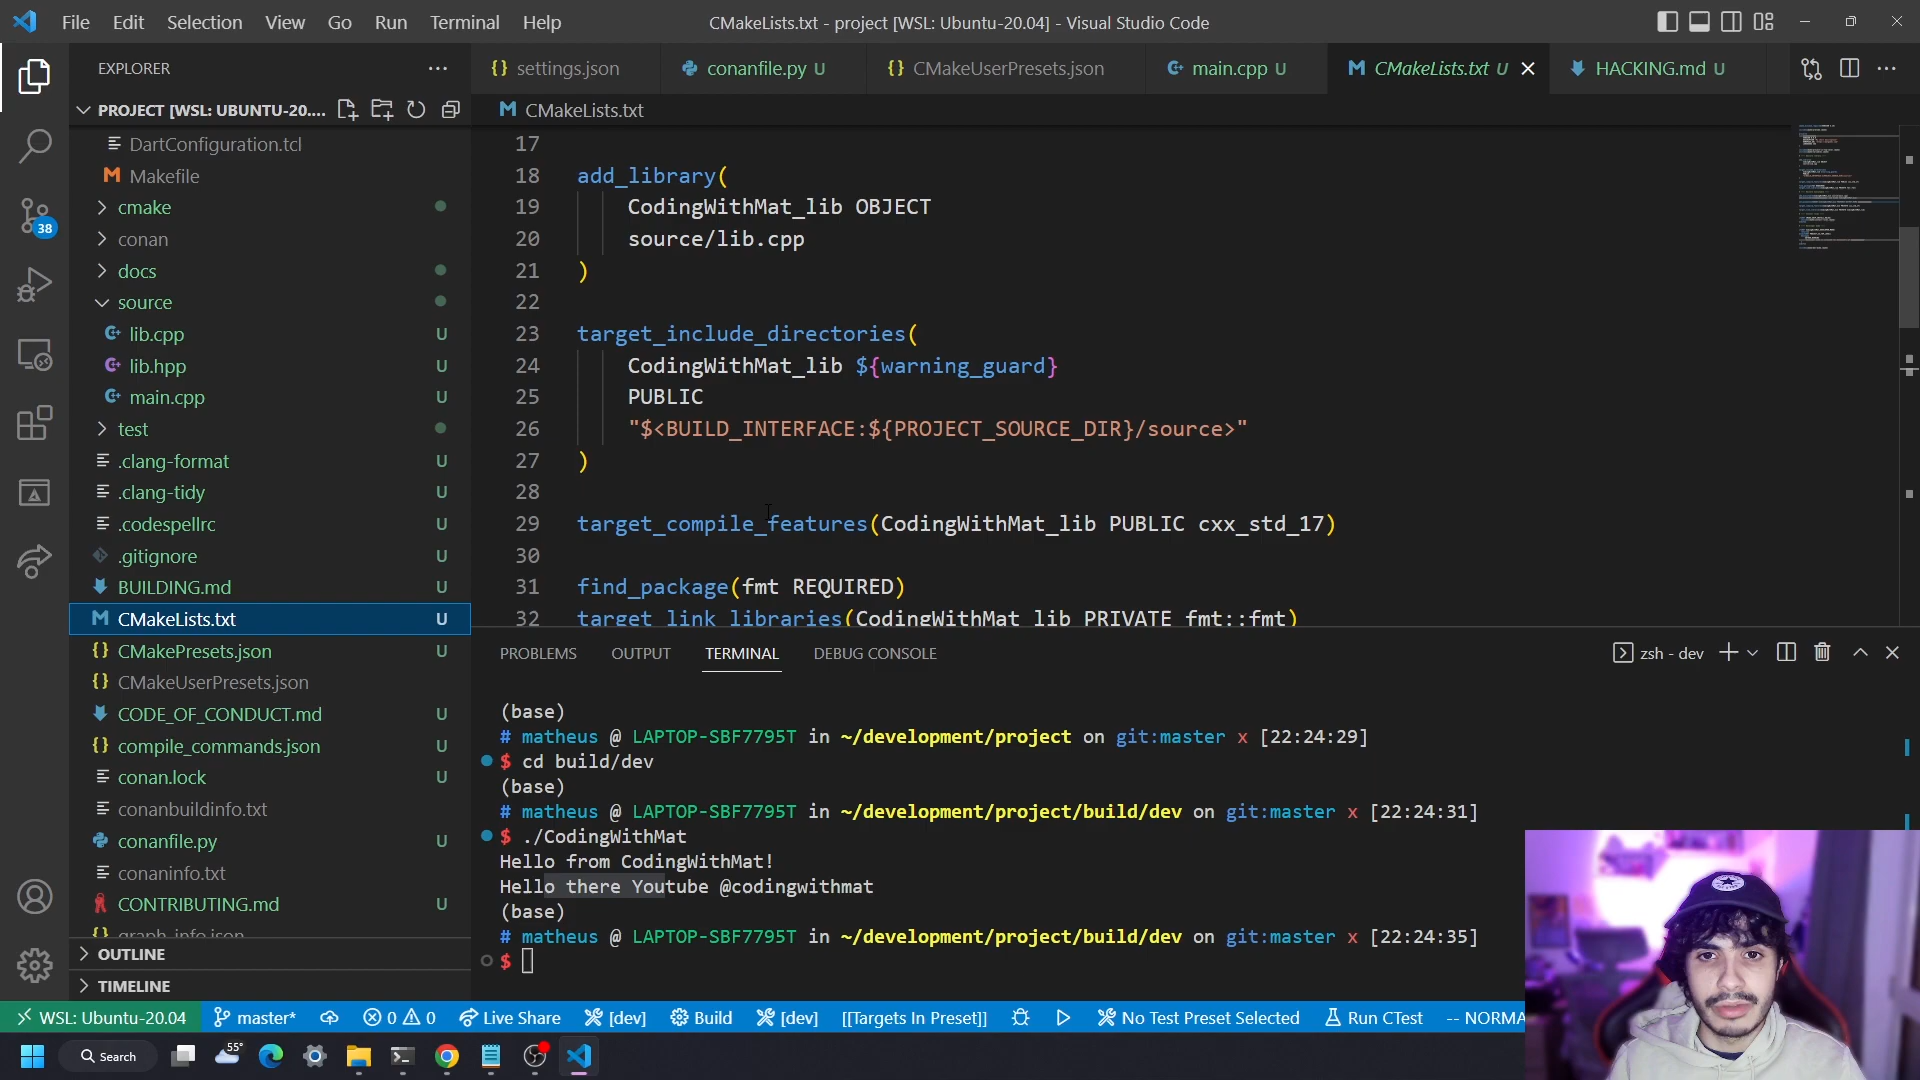 File Edit Selection View Go Run Terminal Help
CMakeLists.txt - project [WSL: Ubuntu-20.04] - Visual Studio Code
EXPLORER
PROJECT [WSL: UBUNTU-20....
DartConfiguration.tcl
Makefile
cmake
conan
docs
source
lib.cpp U
lib.hpp U
main.cpp U
test
.clang-format U
.clang-tidy U
.codespellrc U
.gitignore U
BUILDING.md U
CMakeLists.txt U
CMakePresets.json U
CMakeUserPresets.json
CODE_OF_CONDUCT.md U
compile_commands.json U
conan.lock U
conanbuildinfo.txt
conanfile.py U
conaninfo.txt
CONTRIBUTING.md U
graph_info.json
OUTLINE
TIMELINE
38
settings.json
conanfile.py U
CMakeUserPresets.json
main.cpp U
CMakeLists.txt U
HACKING.md U
CMakeLists.txt
17
18 add_library(
19 CodingWithMat_lib OBJECT
20 source/lib.cpp
21 )
22
23 target_include_directories(
24 CodingWithMat_lib ${warning_guard}
25 PUBLIC
26 "$<BUILD_INTERFACE:${PROJECT_SOURCE_DIR}/source>"
27 )
28
29 target_compile_features(CodingWithMat_lib PUBLIC cxx_std_17)
30
31 find_package(fmt REQUIRED)
32 target_link_libraries(CodingWithMat_lib PRIVATE fmt::fmt)
PROBLEMS OUTPUT TERMINAL DEBUG CONSOLE
zsh - dev
(base)
# matheus @ LAPTOP-SBF7795T in ~/development/project on git:master x [22:24:29]
$ cd build/dev
(base)
# matheus @ LAPTOP-SBF7795T in ~/development/project/build/dev on git:master x [22:24:31]
$ ./CodingWithMat
Hello from CodingWithMat!
Hello there Youtube @codingwithmat
(base)
# matheus @ LAPTOP-SBF7795T in ~/development/project/build/dev on git:master x [22:24:35]
$
WSL: Ubuntu-20.04 master* 0 0 Live Share [dev] Build [dev] [[Targets In Preset]] No Test Preset Selected Run CTest -- NORMA
Search 55°